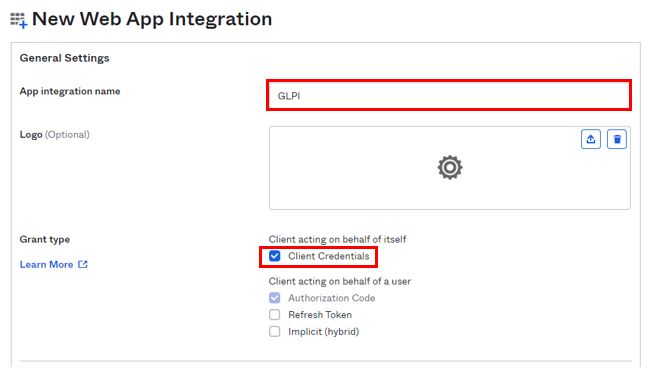 New Web App Integration
General Settings
App integration name
GLPI
Logo (Optional)
Grant type
Client acting on behalf of itself
Learn More
Client Credentials
Client acting on behalf of a user
Authorization Code
Refresh Token
Implicit (hybrid)